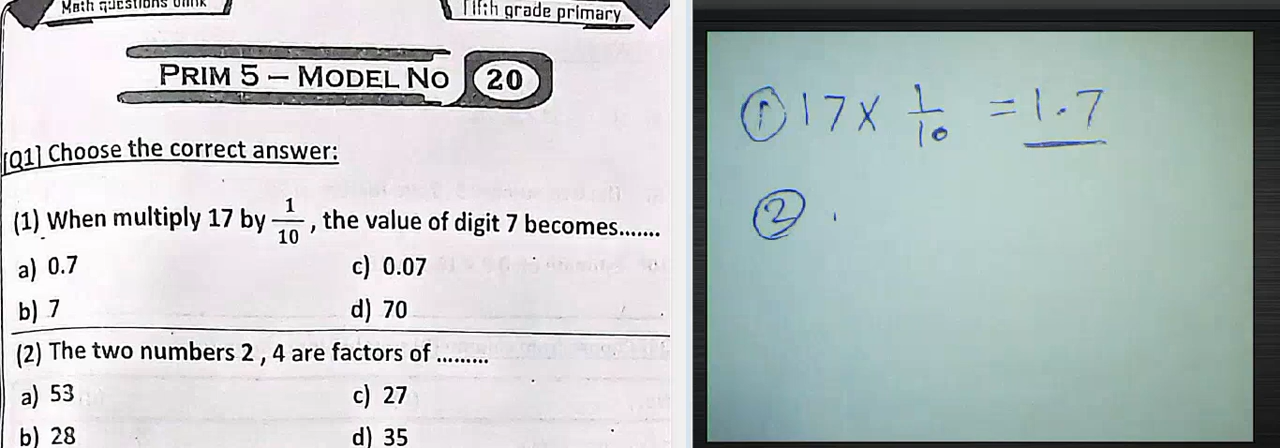 Math questions bank
Fifth grade primary
PRIM 5 – MODEL NO 20
[Q1] Choose the correct answer:
(1) When multiply 17 by 1/10 , the value of digit 7 becomes.......
a) 0.7
c) 0.07
b) 7
d) 70
(2) The two numbers 2 , 4 are factors of .........
a) 53
c) 27
b) 28
d) 35
① 17 × 1/10 = 1.7
②